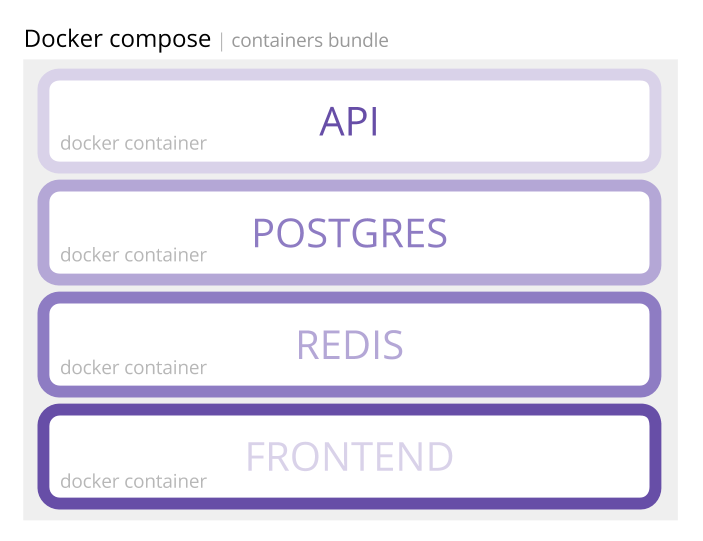 Docker compose | containers bundle
API
docker container
POSTGRES
docker container
REDIS
docker container
FRONTEND
docker container